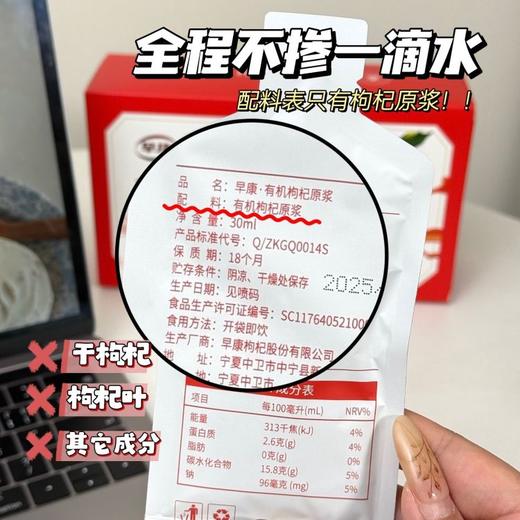 全程不掺一滴水
配料表只有枸杞原浆！！
早康
品 名：早康·有机枸杞原浆
配 料：有机枸杞原浆
净 含 量：30ml
产品标准代号：Q/ZKGQ0014S
保 质 期：18个月
贮存条件：阴凉、干燥处保存
生产日期：见喷码
2025
食品生产许可证编号：SC1176405210
食用方法：开袋即饮
生产厂商：早康枸杞股份有限公司
地 址：宁夏中卫市中宁县新
地 址：宁夏中卫市
成分表
项目 每100毫升(mL) NRV%
能量 313千焦(kJ) 4%
蛋白质 2.6克(g) 4%
脂肪 0克(g) 0%
碳水化合物 15.8克(g) 5%
钠 96毫克(mg) 5%
干枸杞
枸杞叶
其它成分